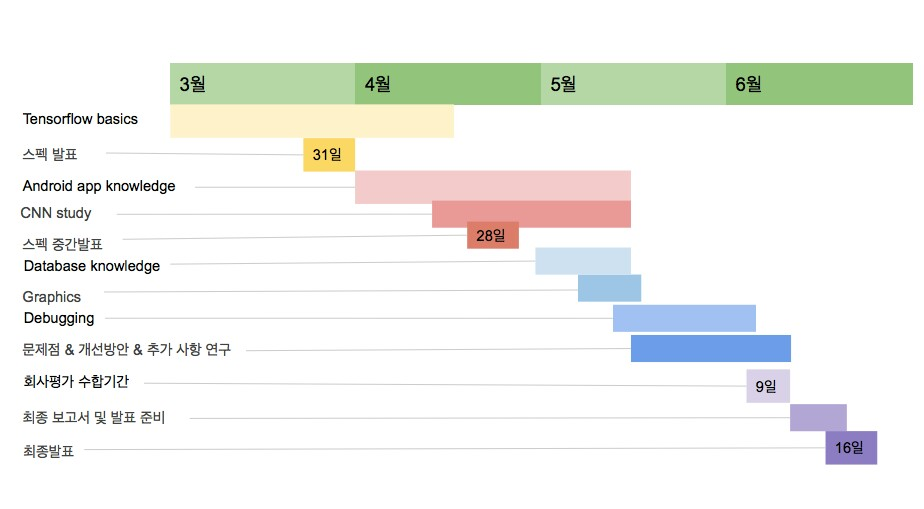 3월 4월 5월 6월
Tensorflow basics
스펙 발표 31일
Android app knowledge
CNN study
스펙 중간발표 28일
Database knowledge
Graphics
Debugging
문제점 & 개선방안 & 추가 사항 연구
회사평가 수합기간 9일
최종 보고서 및 발표 준비
최종발표 16일